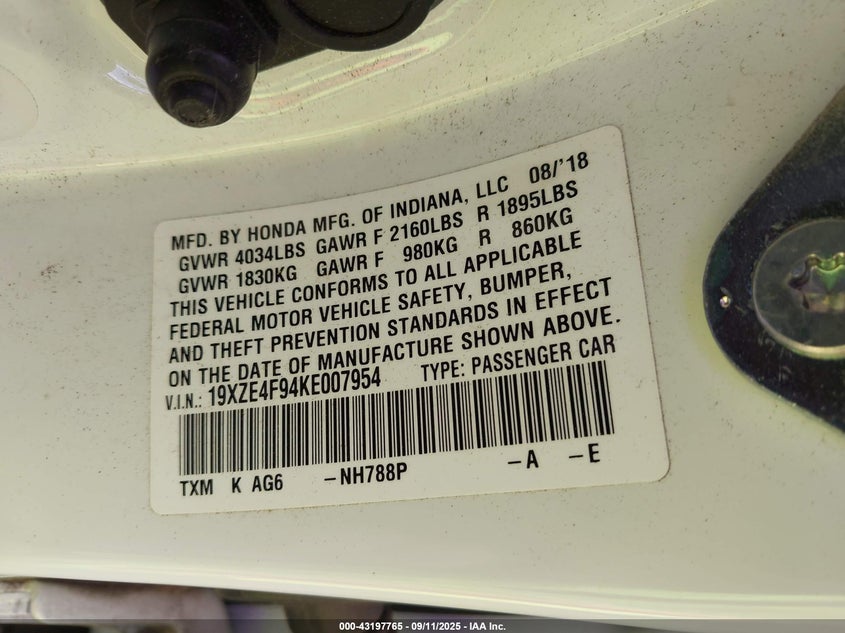 MFD. BY HONDA MFG. OF INDIANA, LLC 08/'18
GVWR 4034LBS GAWR F 2160LBS R 1895LBS
GVWR 1830KG GAWR F 980KG R 860KG
THIS VEHICLE CONFORMS TO ALL APPLICABLE
FEDERAL MOTOR VEHICLE SAFETY, BUMPER,
AND THEFT PREVENTION STANDARDS IN EFFECT
ON THE DATE OF MANUFACTURE SHOWN ABOVE.
V.I.N.: 19XZE4F94KE007954 TYPE: PASSENGER CAR
TXM K AG6 -NH788P -A -E
000-43197765 - 09/11/2025 - IAA Inc.